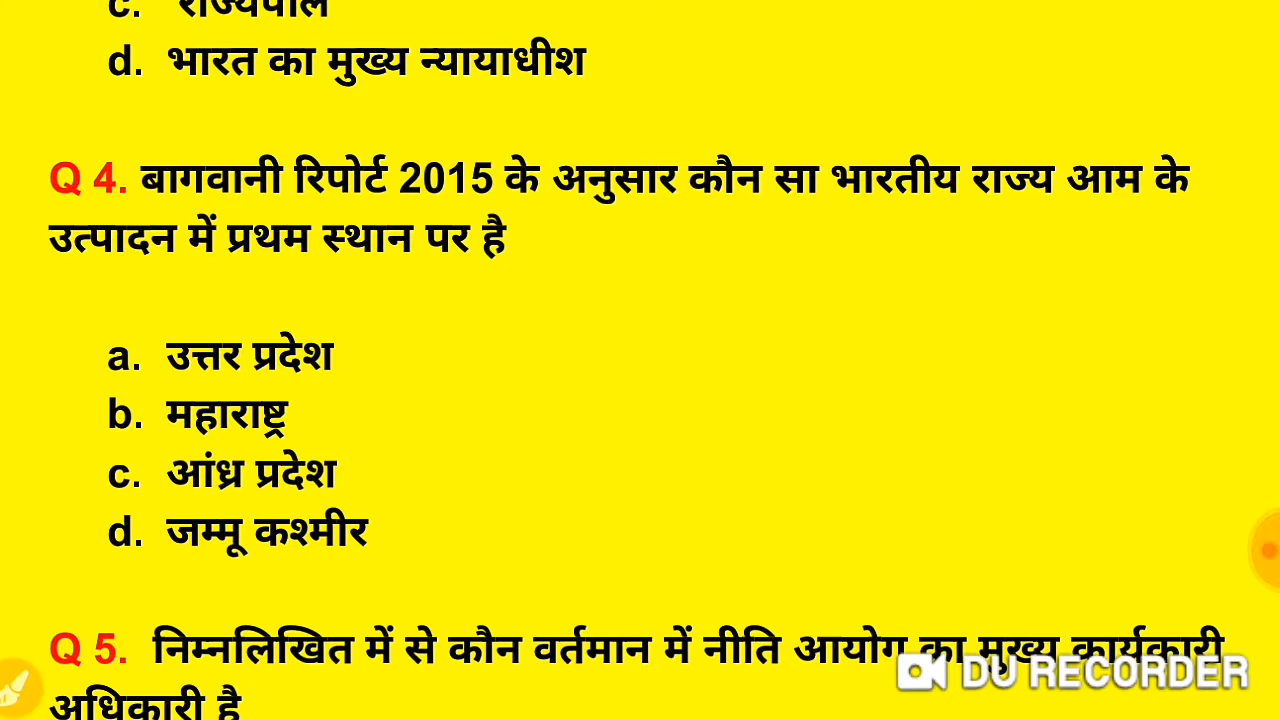 c. राज्यपाल
d. भारत का मुख्य न्यायाधीश
Q 4. बागवानी रिपोर्ट 2015 के अनुसार कौन सा भारतीय राज्य आम के
उत्पादन में प्रथम स्थान पर है
a. उत्तर प्रदेश
b. महाराष्ट्र
c. आंध्र प्रदेश
d. जम्मू कश्मीर
Q 5. निम्नलिखित में से कौन वर्तमान में नीति आयोग का मुख्य कार्यकारी
अधिकारी है
DU RECORDER